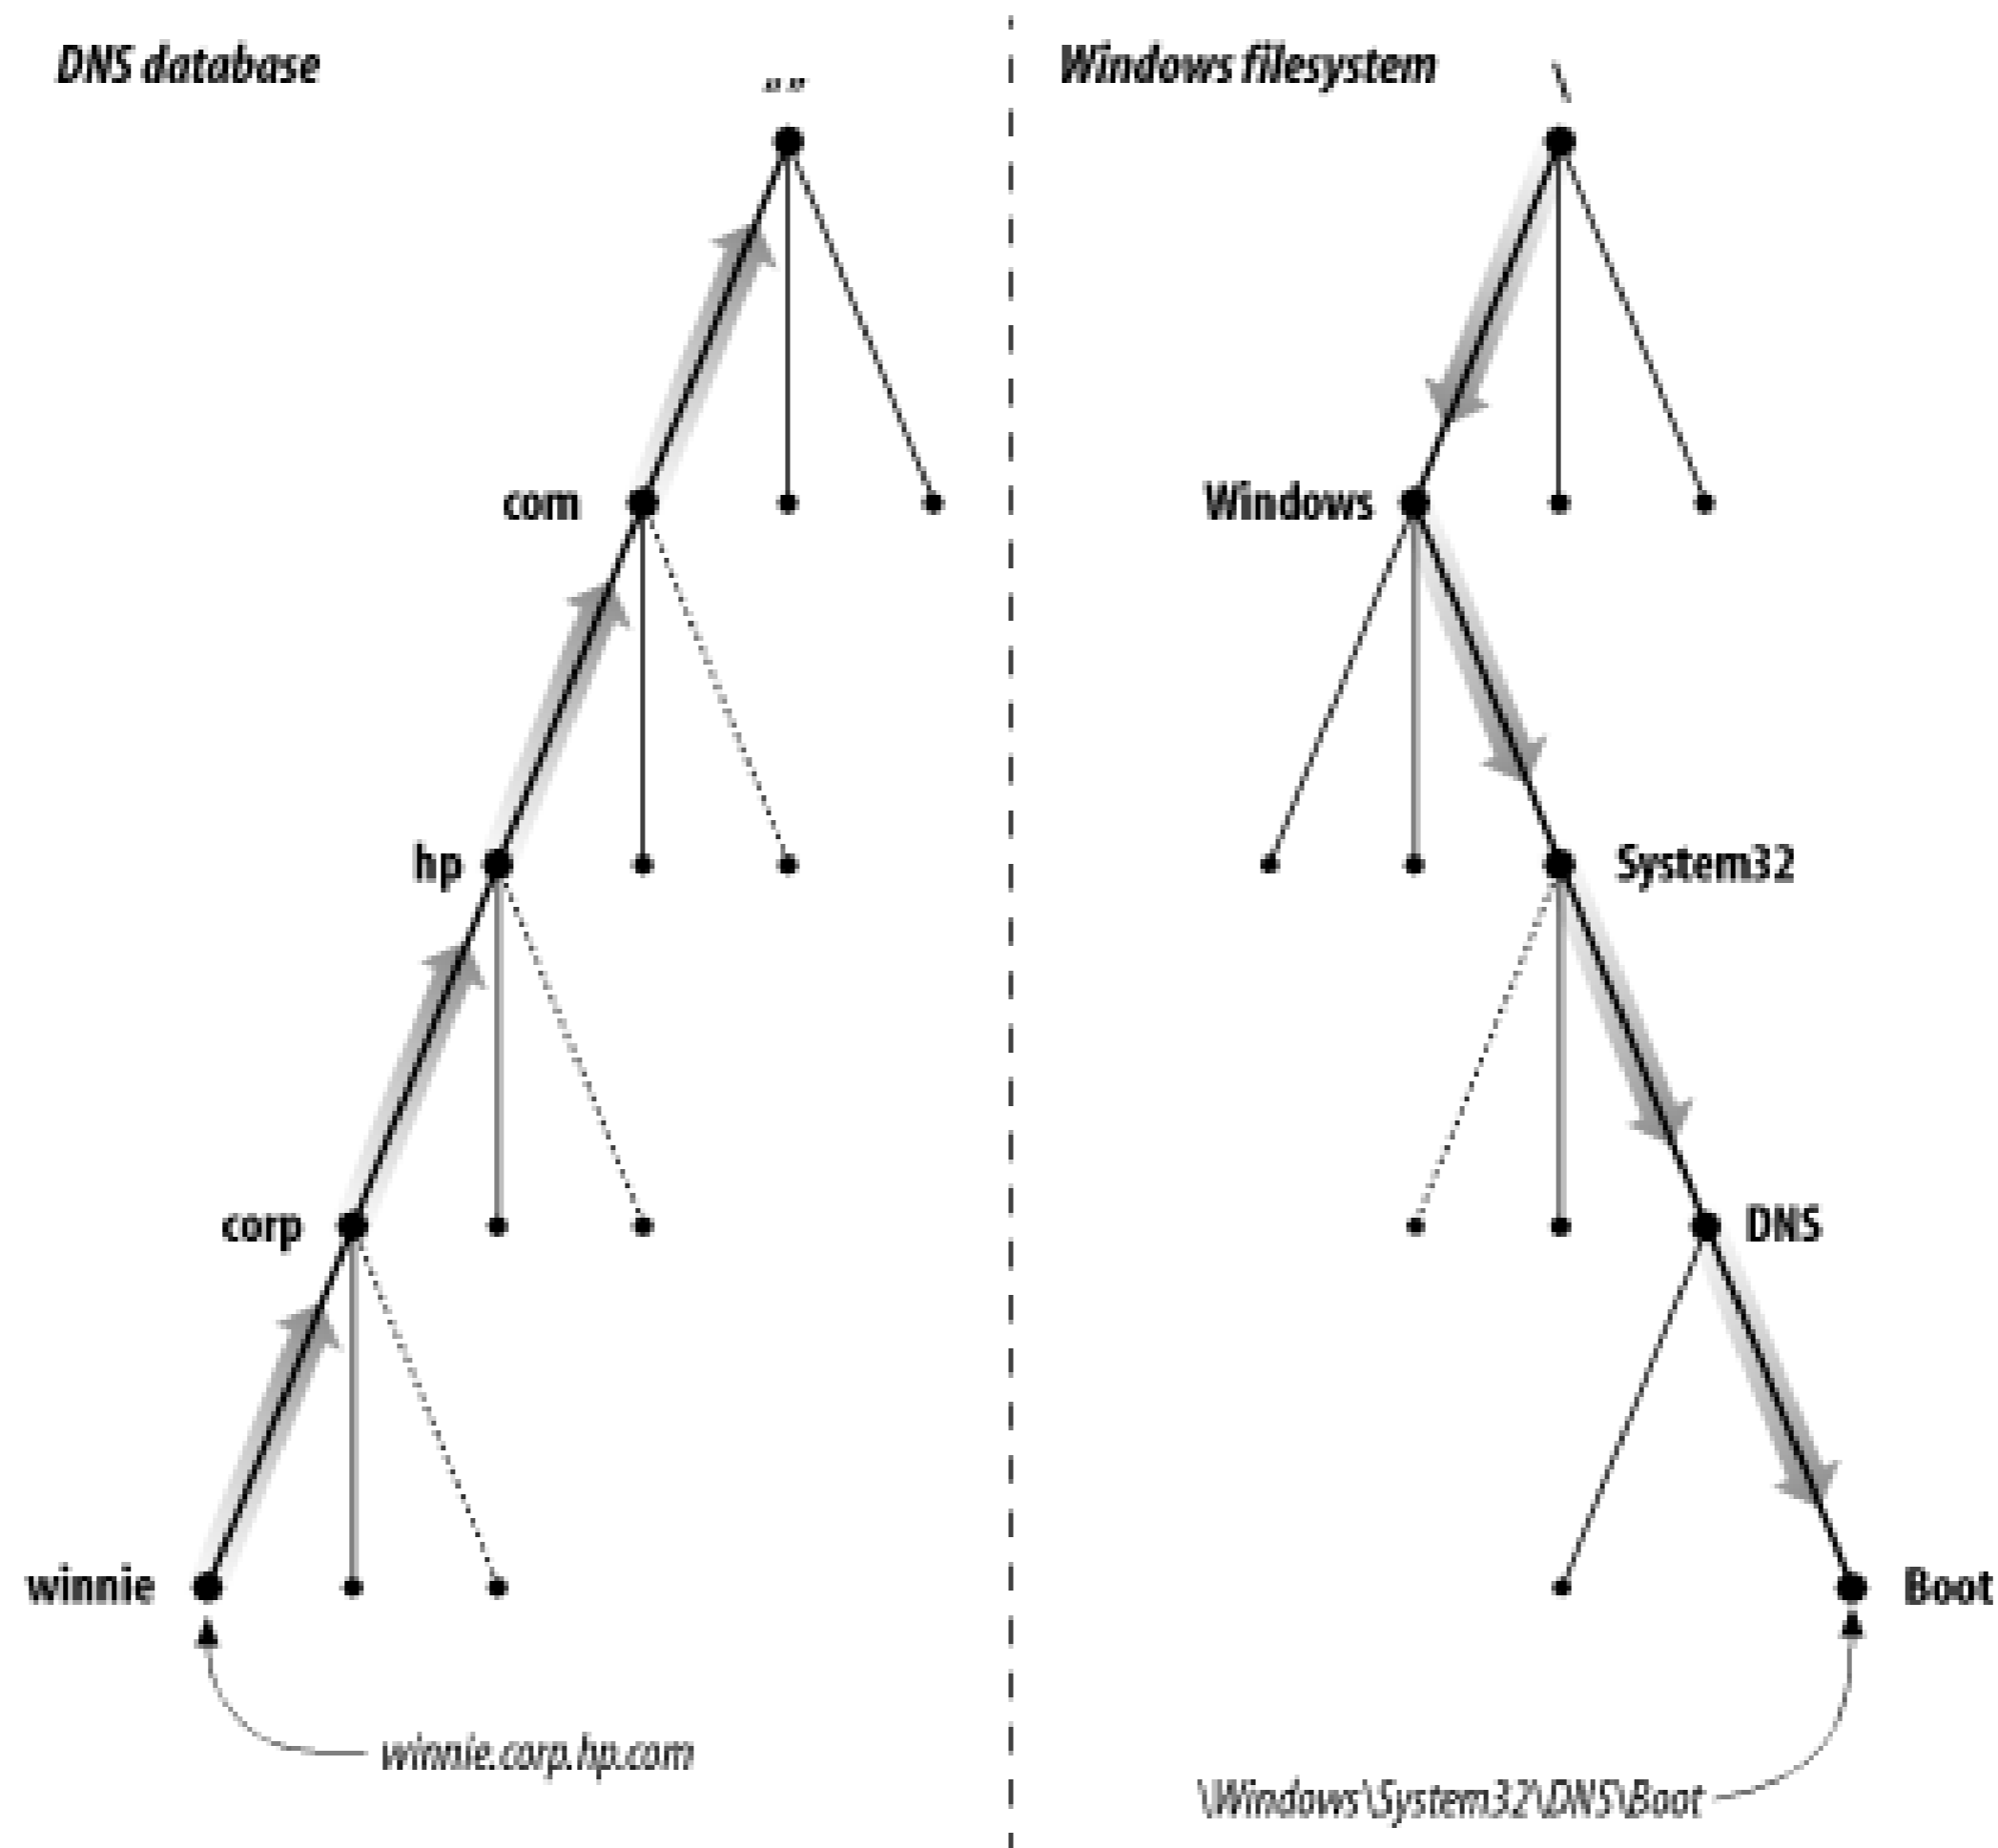 DNS database
" "
com
hp
corp
winnie
winnie.corp.hp.com
Windows filesystem
\
Windows
System32
DNS
Boot
\Windows\System32\DNS\Boot